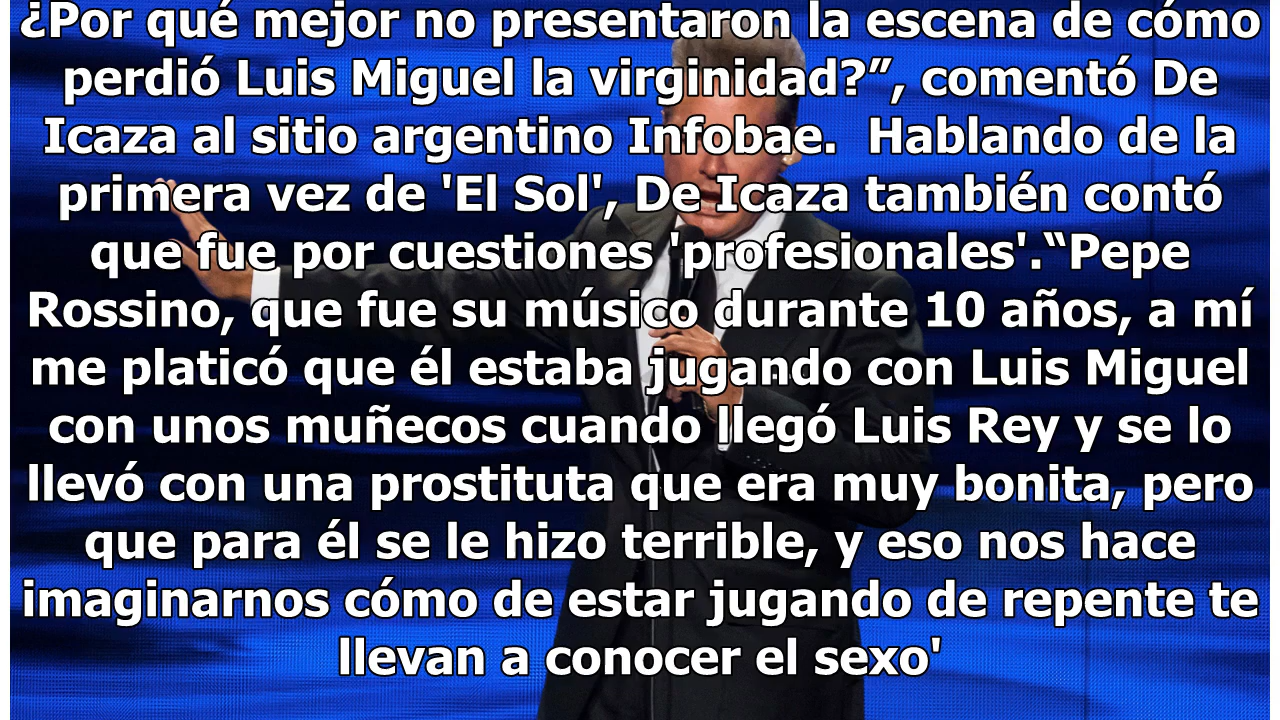 ¿Por qué mejor no presentaron la escena de cómo
perdió Luis Miguel la virginidad?”, comentó De
Icaza al sitio argentino Infobae.  Hablando de la
primera vez de 'El Sol', De Icaza también contó
que fue por cuestiones 'profesionales'.“Pepe
Rossino, que fue su músico durante 10 años, a mí
me platicó que él estaba jugando con Luis Miguel
con unos muñecos cuando llegó Luis Rey y se lo
llevó con una prostituta que era muy bonita, pero
que para él se le hizo terrible, y eso nos hace
imaginarnos cómo de estar jugando de repente te
llevan a conocer el sexo'